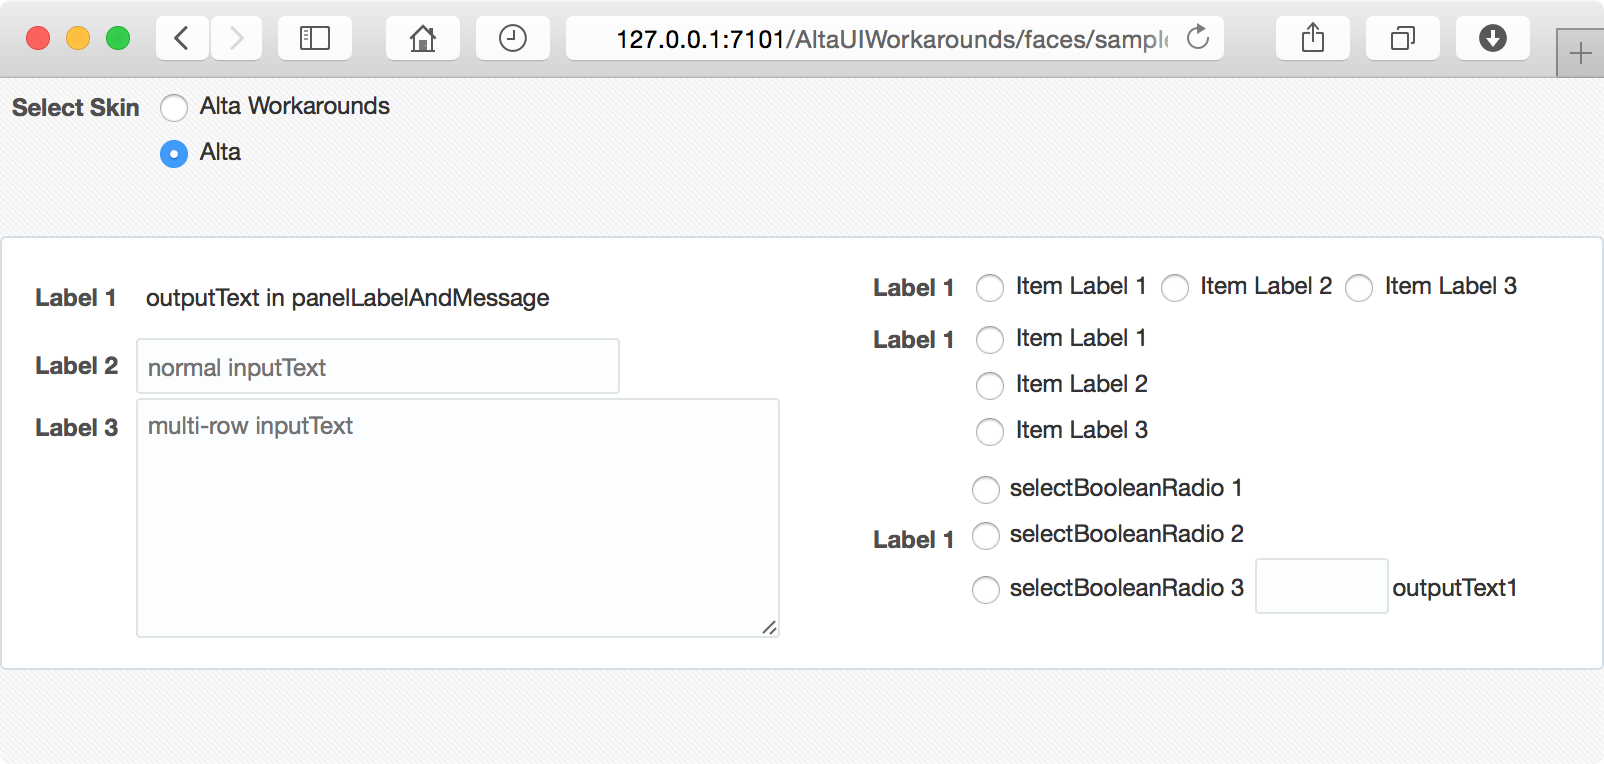 127.0.0.1:7101/AltaUIWorkarounds/faces/sampl
Select Skin
Alta Workarounds
Alta
Label 1 outputText in panelLabelAndMessage
Label 2 normal inputText
Label 3 multi-row inputText
Label 1 Item Label 1 Item Label 2 Item Label 3
Label 1 Item Label 1
Item Label 2
Item Label 3
selectBooleanRadio 1
Label 1 selectBooleanRadio 2
selectBooleanRadio 3 outputText1